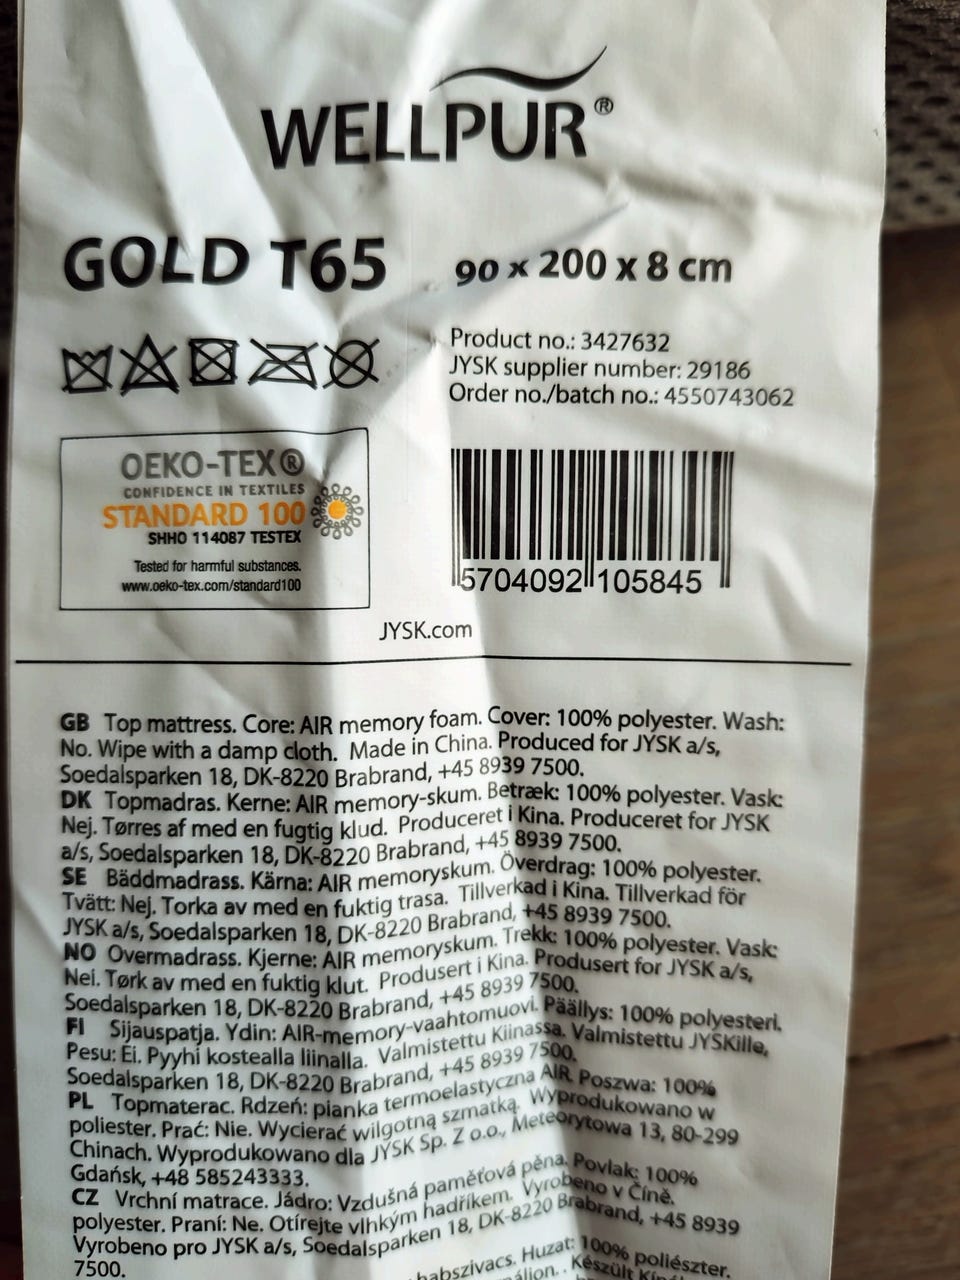 WELLPUR®
GOLD T65
90 x 200 x 8 cm
Product no.: 3427632
JYSK supplier number: 29186
Order no./batch no.: 4550743062
OEKO-TEX®
CONFIDENCE IN TEXTILES
STANDARD 100
SHHO 114087 TESTEX
Tested for harmful substances.
www.oeko-tex.com/standard100
5704092 105845
JYSK.com
GB Top mattress. Core: AIR memory foam. Cover: 100% polyester. Wash:
No. Wipe with a damp cloth. Made in China. Produced for JYSK a/s,
Soedalsparken 18, DK-8220 Brabrand, +45 8939 7500.
DK Topmadras. Kerne: AIR memory-skum. Betræk: 100% polyester. Vask:
Nej. Tørres af med en fugtig klud. Produceret i Kina. Produceret for JYSK
a/s, Soedalsparken 18, DK-8220 Brabrand, +45 8939 7500.
SE Bäddmadrass. Kärna: AIR memoryskum. Överdrag: 100% polyester.
Tvätt: Nej. Torka av med en fuktig trasa. Tillverkad i Kina. Tillverkad för
JYSK a/s, Soedalsparken 18, DK-8220 Brabrand, +45 8939 7500.
NO Overmadrass. Kjerne: AIR memoryskum. Trekk: 100% polyester. Vask:
Nei. Tørk av med en fuktig klut. Produsert i Kina. Produsert for JYSK a/s,
Soedalsparken 18, DK-8220 Brabrand, +45 8939 7500.
FI Sijauspatja. Ydin: AIR-memory-vaahtomuovi. Päällys: 100% polyesteri.
Pesu: Ei. Pyyhi kostealla liinalla. Valmistettu Kiinassa. Valmistettu JYSKille,
Soedalsparken 18, DK-8220 Brabrand, +45 8939 7500.
PL Topmaterac. Rdzeń: pianka termoelastyczna AIR. Poszwa: 100%
poliester. Prać: Nie. Wycierać wilgotną szmatką. Wyprodukowano w
Chinach. Wyprodukowano dla JYSK Sp. Z o.o., Meteorytowa 13, 80-299
Gdańsk, +48 585243333.
CZ Vrchní matrace. Jádro: Vzdušná paměťová pěna. Povlak: 100%
polyester. Praní: Ne. Otírejte vlhkým hadříkem. Vyrobeno v Číně.
Vyrobeno pro JYSK a/s, Soedalsparken 18, DK-8220 Brabrand, +45 8939
7500.
habszivacs. Huzat: 100% poliészter.
Készült